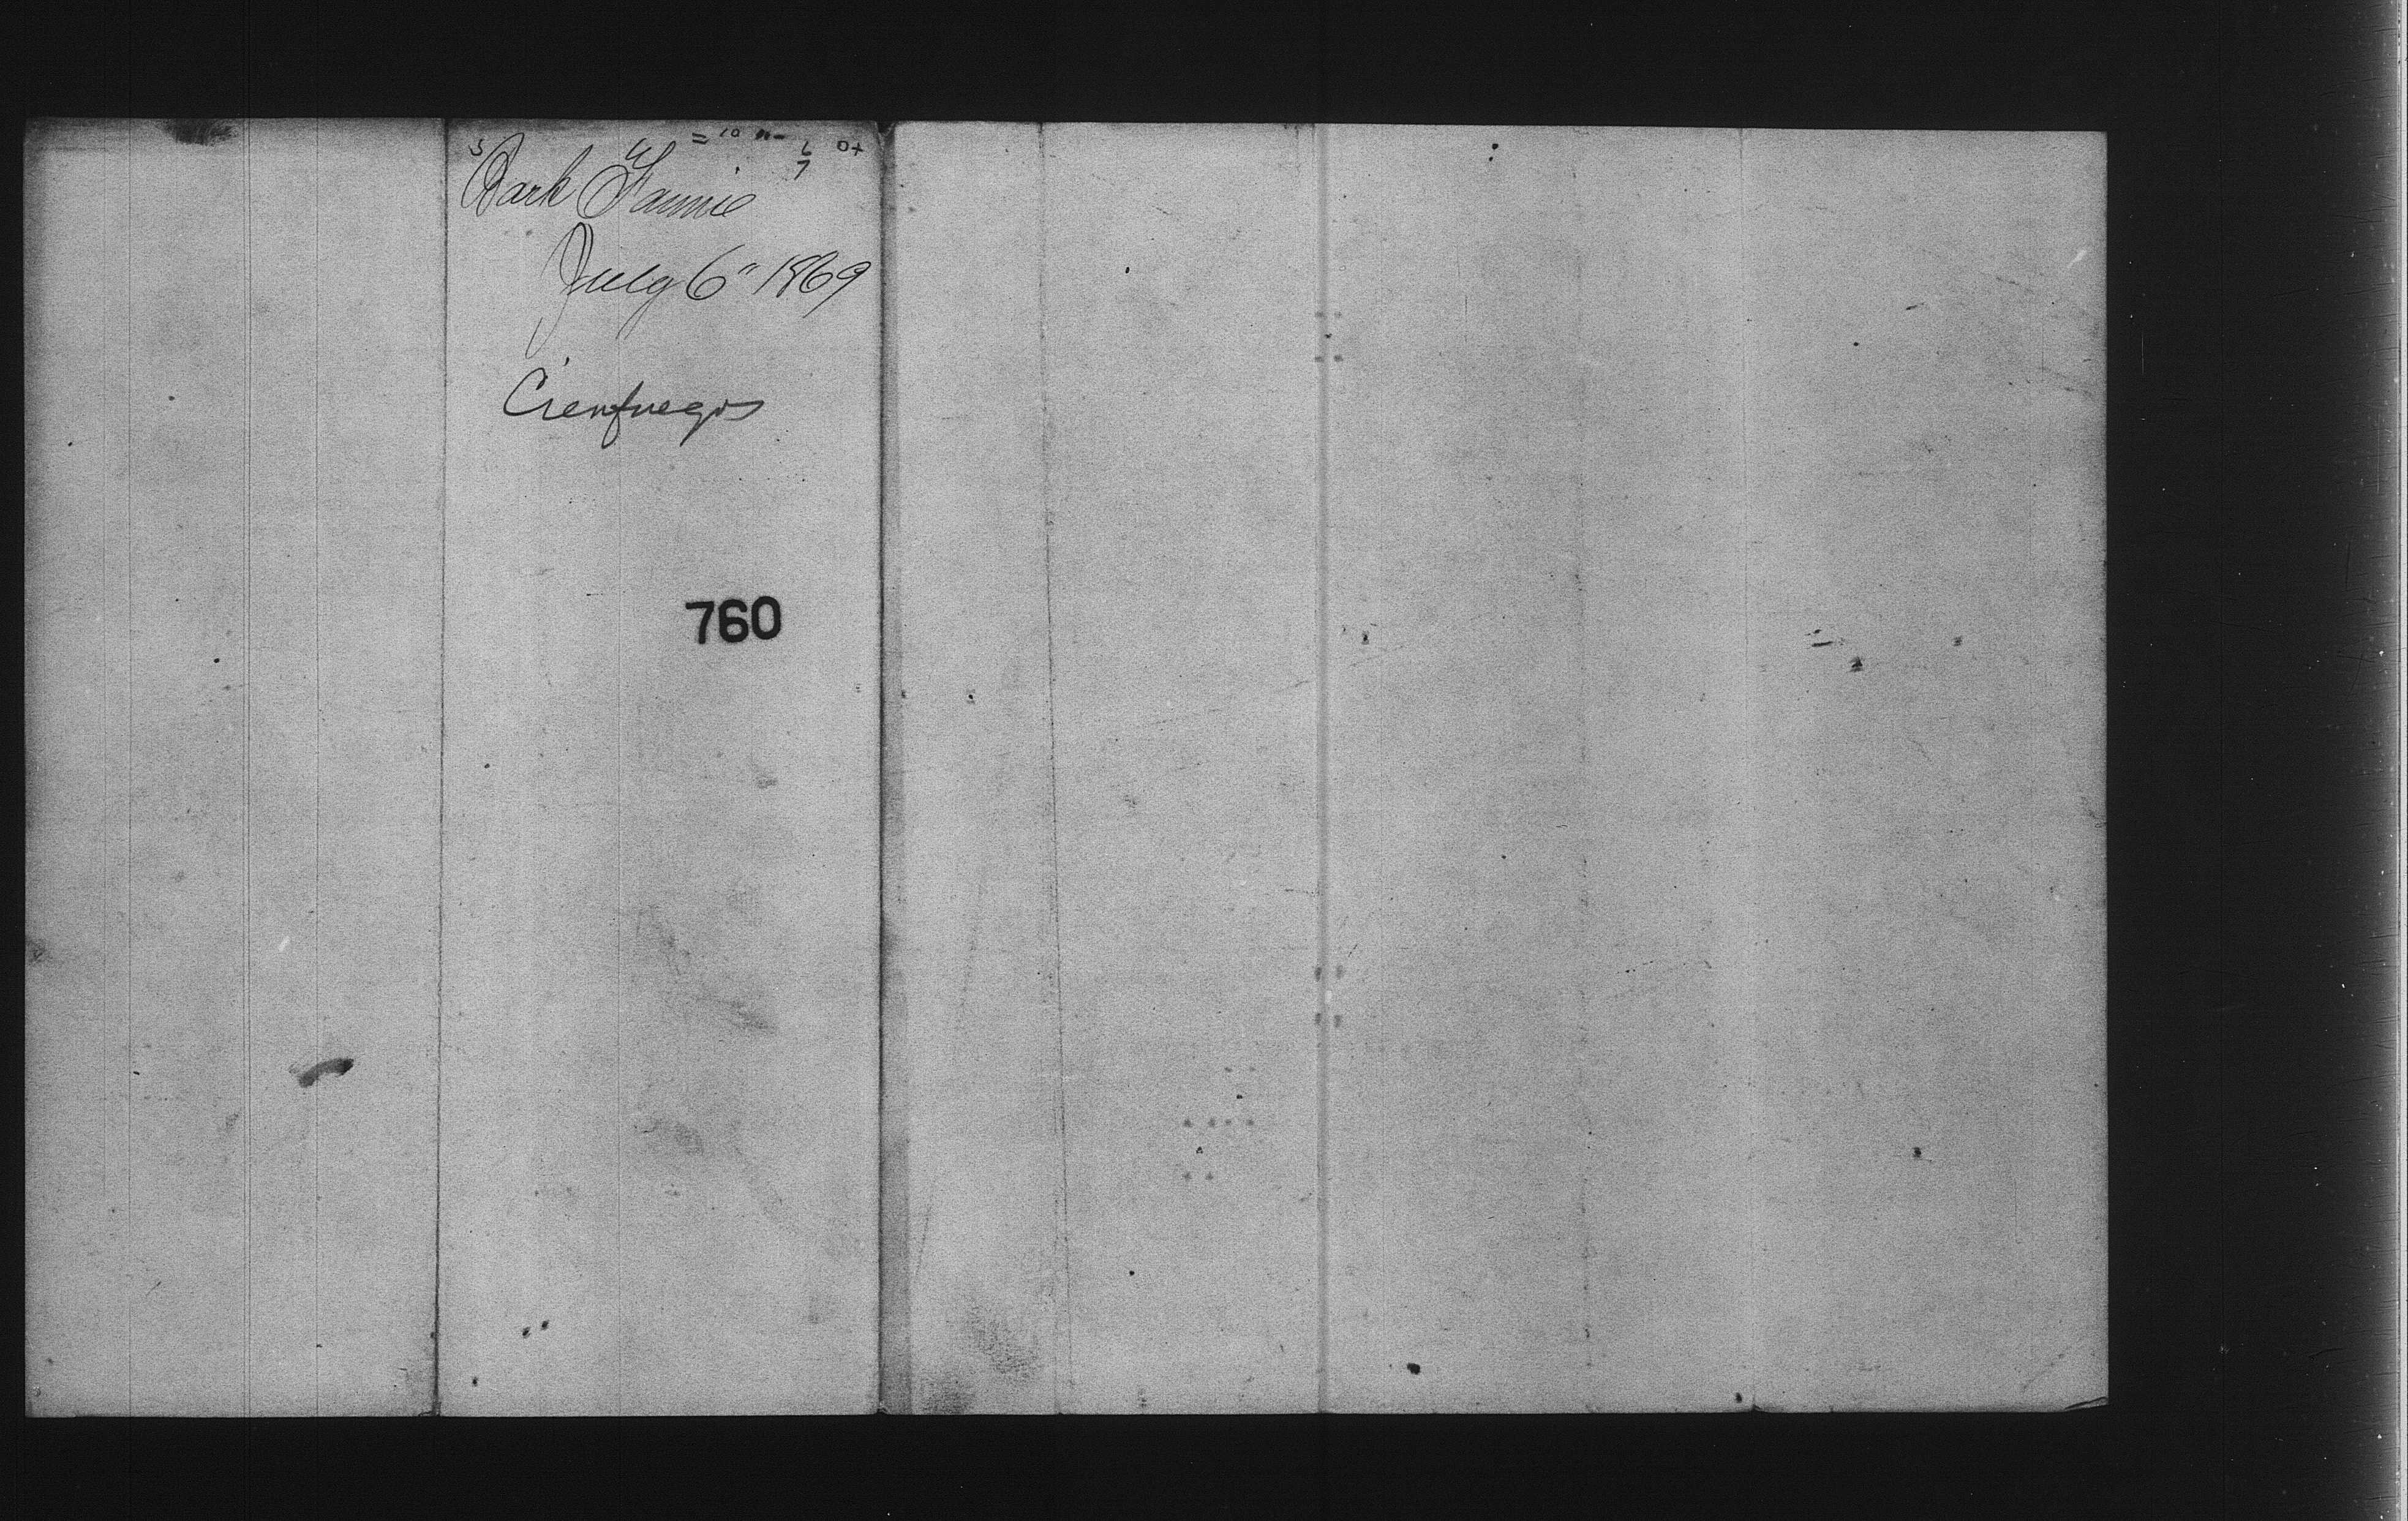 Bark Fannie
July 6" 1869
Cienfuegos
760